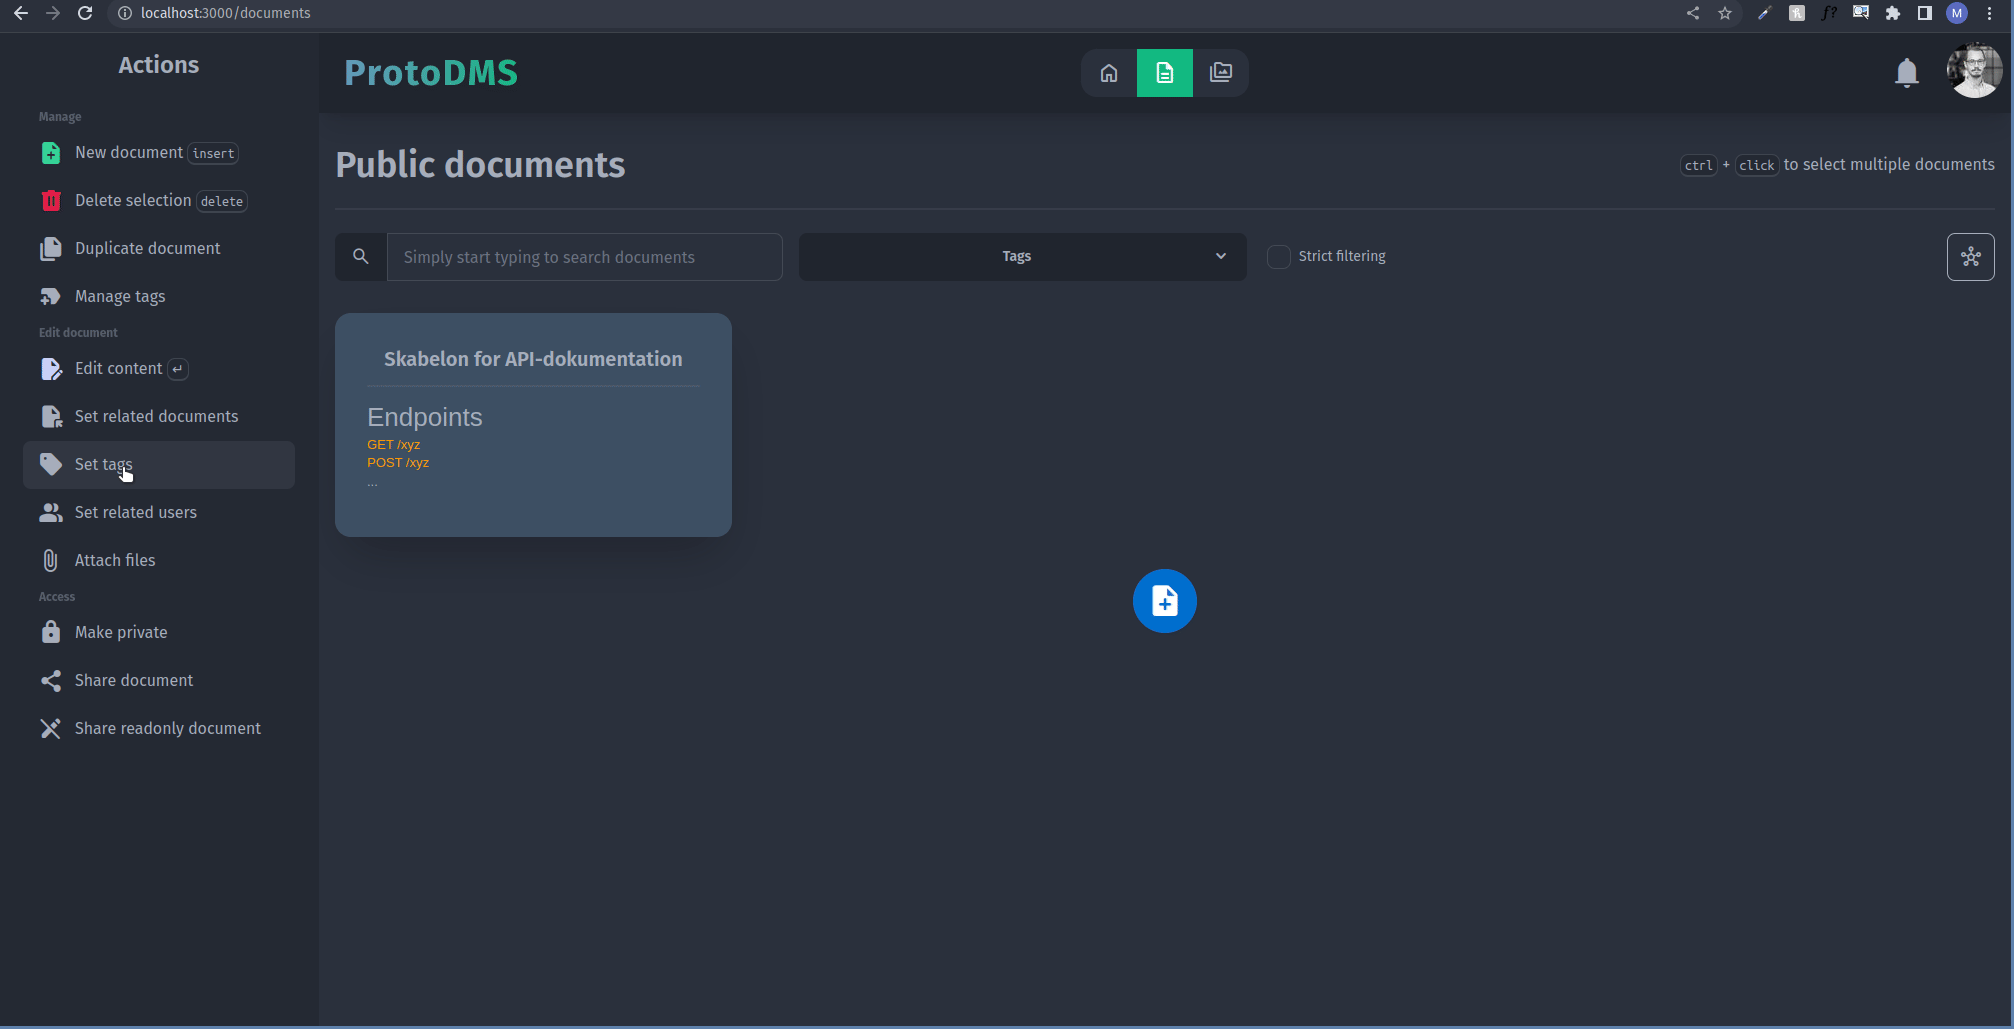 localhost:3000/documents
f?
M
Actions
ProtoDMS
Manage
New document insert
Delete selection delete
Duplicate document
Manage tags
Edit document
Edit content ↵
Set related documents
Set tags
Set related users
Attach files
Access
Make private
Share document
Share readonly document
Public documents
ctrl + click to select multiple documents
Simply start typing to search documents
Tags
Strict filtering
Skabelon for API-dokumentation
Endpoints
GET /xyz
POST /xyz
...